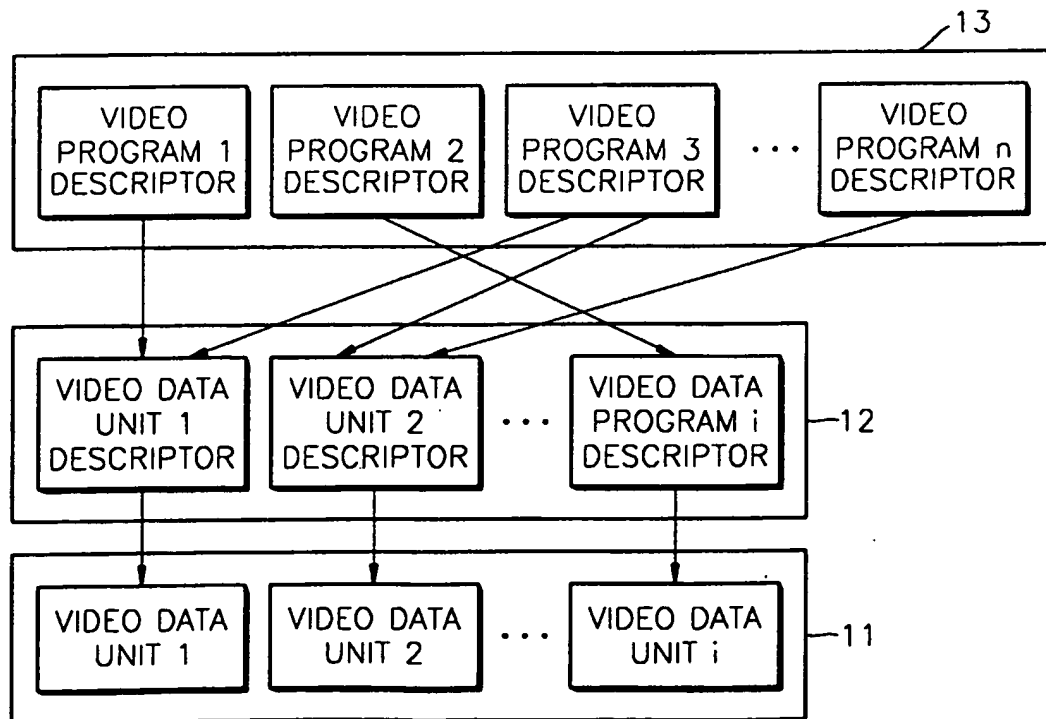 13
VIDEO
PROGRAM 1
DESCRIPTOR
VIDEO
PROGRAM 2
DESCRIPTOR
VIDEO
PROGRAM 3
DESCRIPTOR
...
VIDEO
PROGRAM n
DESCRIPTOR
VIDEO DATA
UNIT 1
DESCRIPTOR
VIDEO DATA
UNIT 2
DESCRIPTOR
...
VIDEO DATA
PROGRAM i
DESCRIPTOR
12
VIDEO DATA
UNIT 1
VIDEO DATA
UNIT 2
...
VIDEO DATA
UNIT i
11